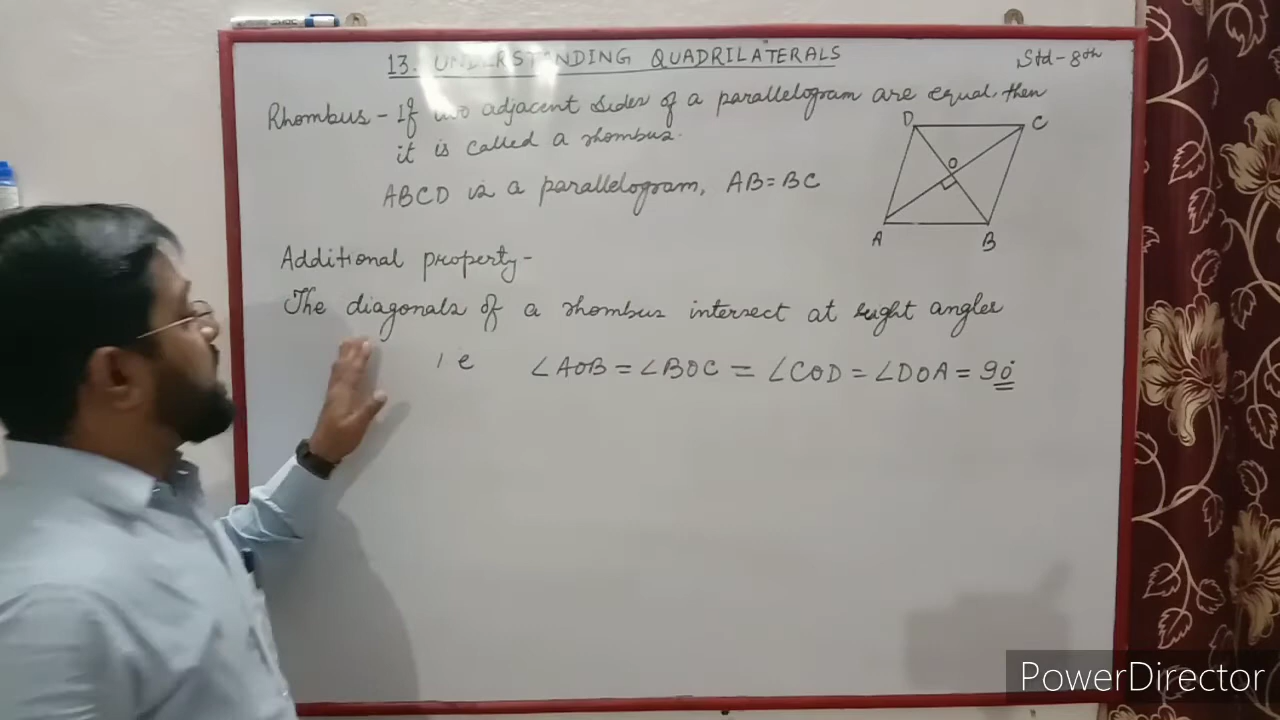 13. UNDERSTANDING QUADRILATERALS
Std-8th
Rhombus - If two adjacent sides of a parallelogram are equal, then
it is called a rhombus.
ABCD is a parallelogram, AB=BC
D C
O
A B
Additional property-
The diagonals of a rhombus intersect at right angles
i e ∠AOB = ∠BOC = ∠COD = ∠DOA = 90°
PowerDirector